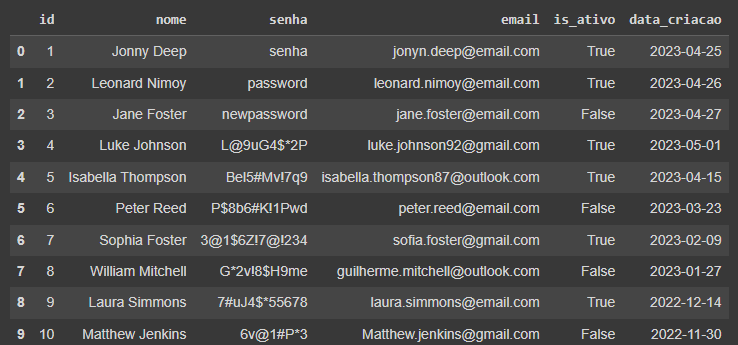 id nome senha email is_ativo data_criacao
0 1 Jonny Deep senha jonyn.deep@email.com True 2023-04-25
1 2 Leonard Nimoy password leonard.nimoy@email.com True 2023-04-26
2 3 Jane Foster newpassword jane.foster@email.com False 2023-04-27
3 4 Luke Johnson L@9uG4$*2P luke.johnson92@gmail.com True 2023-05-01
4 5 Isabella Thompson Bel5#Mv!7q9 isabella.thompson87@outlook.com True 2023-04-15
5 6 Peter Reed P$8b6#K!1Pwd peter.reed@email.com False 2023-03-23
6 7 Sophia Foster 3@1$6Z!7@!234 sofia.foster@gmail.com True 2023-02-09
7 8 William Mitchell G*2v!8$H9me guilherme.mitchell@outlook.com False 2023-01-27
8 9 Laura Simmons 7#uJ4$*55678 laura.simmons@email.com True 2022-12-14
9 10 Matthew Jenkins 6v@1#P*3 Matthew.jenkins@gmail.com False 2022-11-30